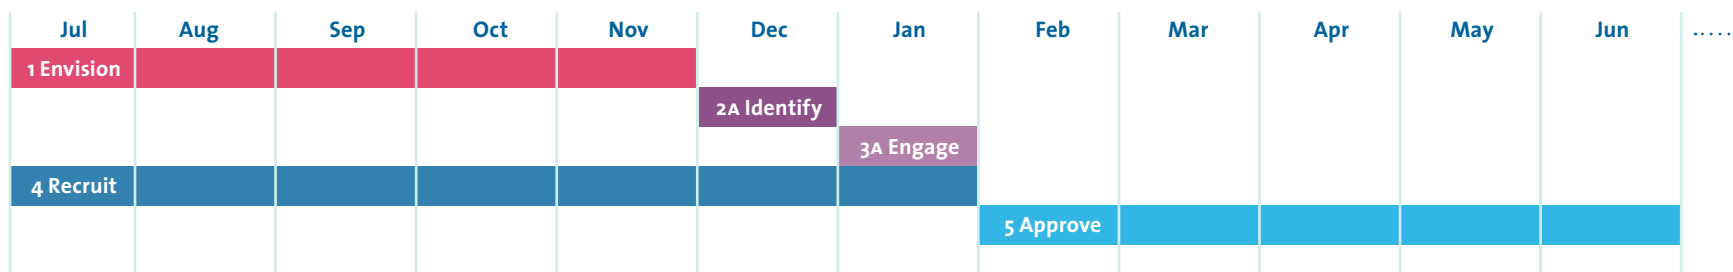 Jul Aug Sep Oct Nov Dec Jan Feb Mar Apr May Jun .....
1 Envision
2A Identify
3A Engage
4 Recruit
5 Approve